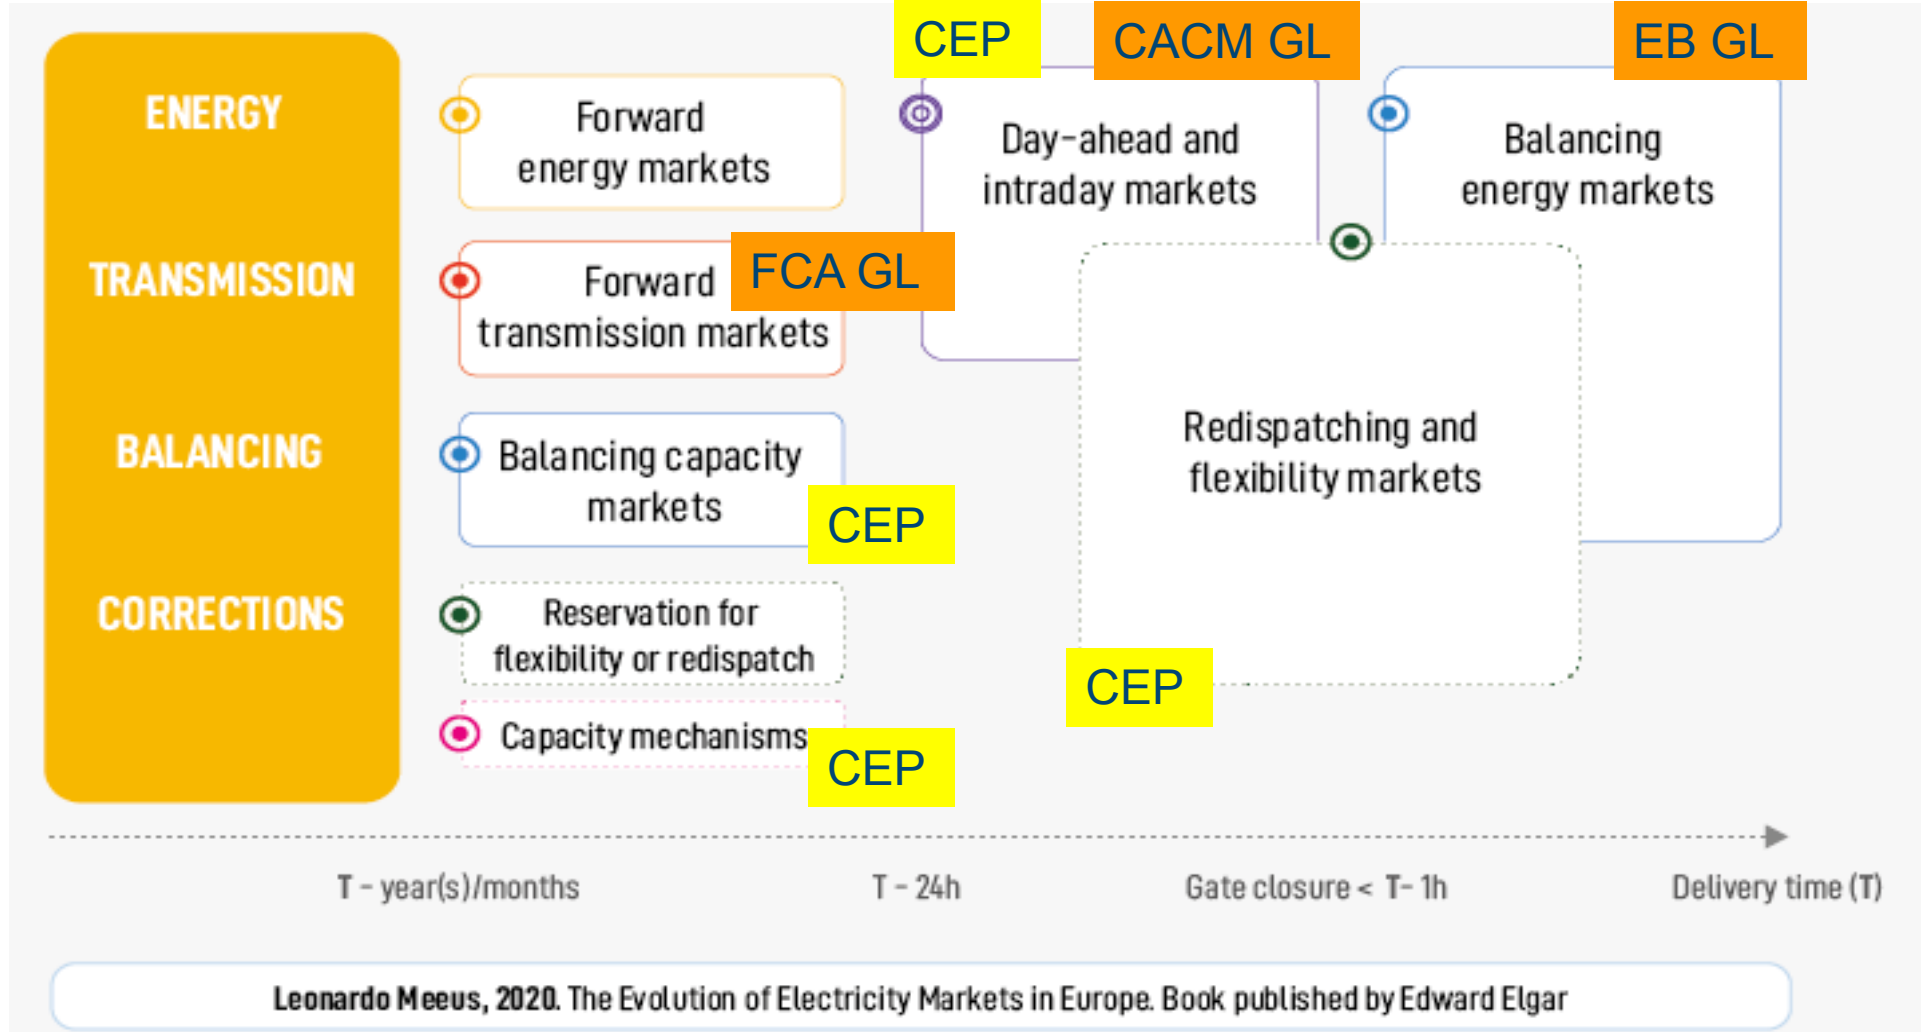 CEP
CACM GL
EB GL
ENERGY
Forward
energy markets
Day-ahead and
intraday markets
Balancing
energy markets
TRANSMISSION
Forward
transmission markets
FCA GL
BALANCING
Balancing capacity
markets
CEP
Redispatching and
flexibility markets
CORRECTIONS
Reservation for
flexibility or redispatch
CEP
Capacity mechanisms
CEP
T - year(s)/months
T - 24h
Gate closure < T- 1h
Delivery time (T)
Leonardo Meeus, 2020. The Evolution of Electricity Markets in Europe. Book published by Edward Elgar